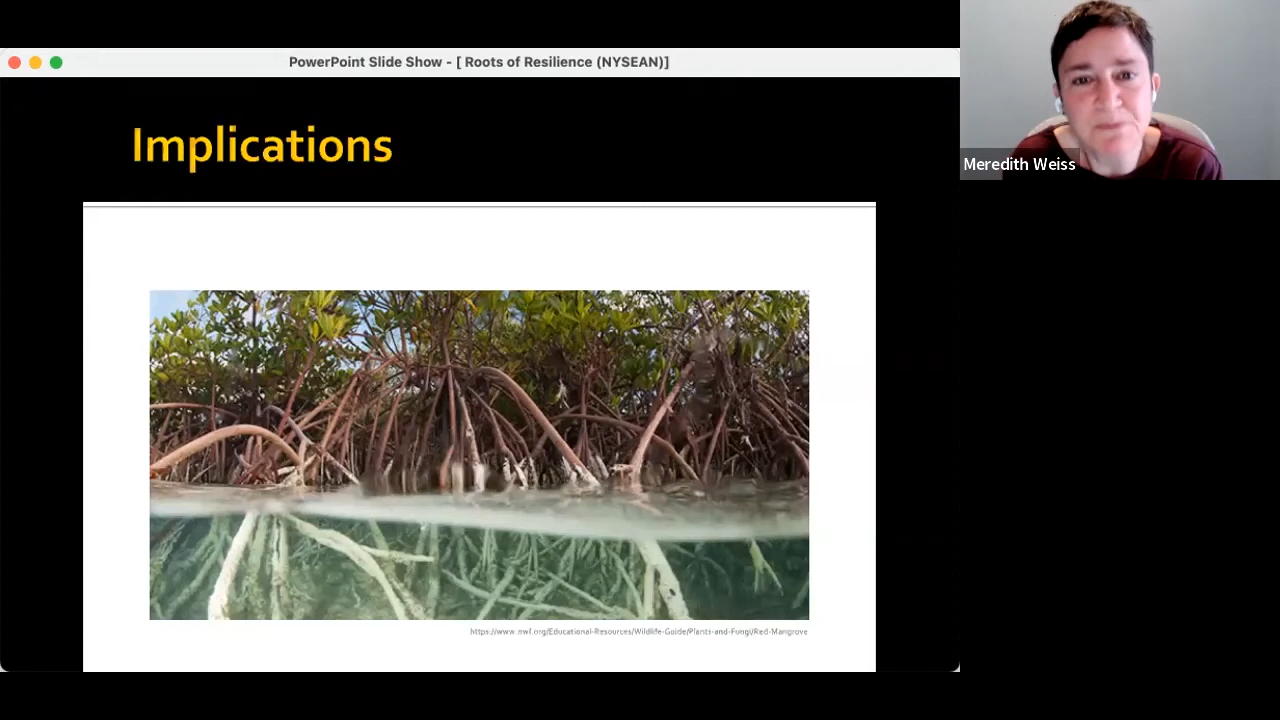 PowerPoint Slide Show - [ Roots of Resilience (NYSEAN)]
Implications
https://www.nwf.org/Educational-Resources/Wildlife-Guide/Plants-and-Fungi/Red-Mangrove
Meredith Weiss